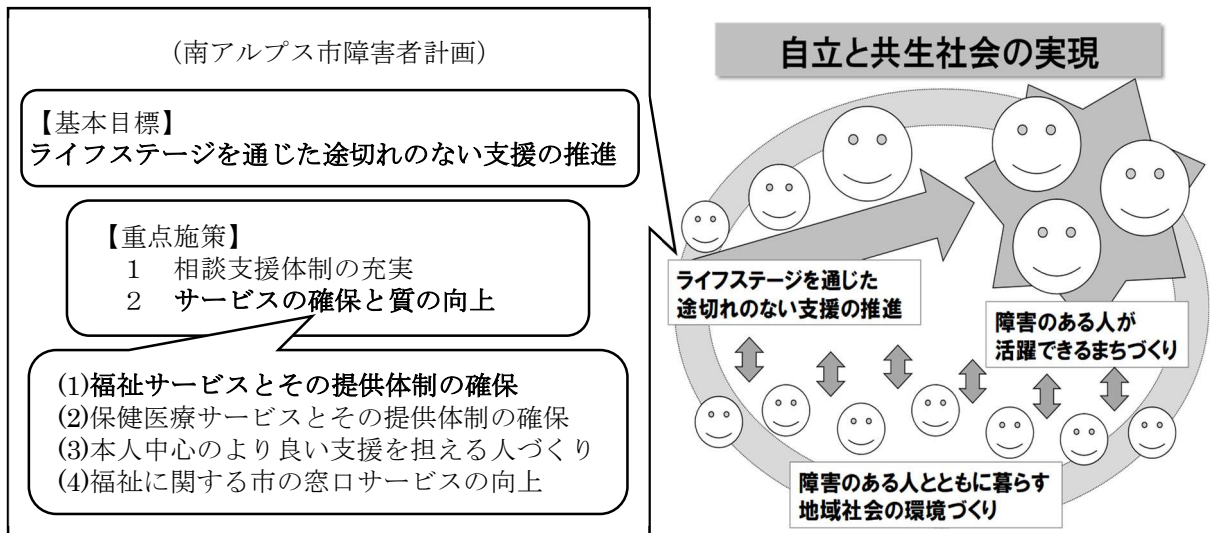 (南アルプス市障害者計画)
【基本目標】
ライフステージを通じた途切れのない支援の推進
【重点施策】
１　相談支援体制の充実
２　サービスの確保と質の向上
(1)福祉サービスとその提供体制の確保
(2)保健医療サービスとその提供体制の確保
(3)本人中心のより良い支援を担える人づくり
(4)福祉に関する市の窓口サービスの向上
自立と共生社会の実現
ライフステージを通じた
途切れのない支援の推進
障害のある人が
活躍できるまちづくり
障害のある人とともに暮らす
地域社会の環境づくり